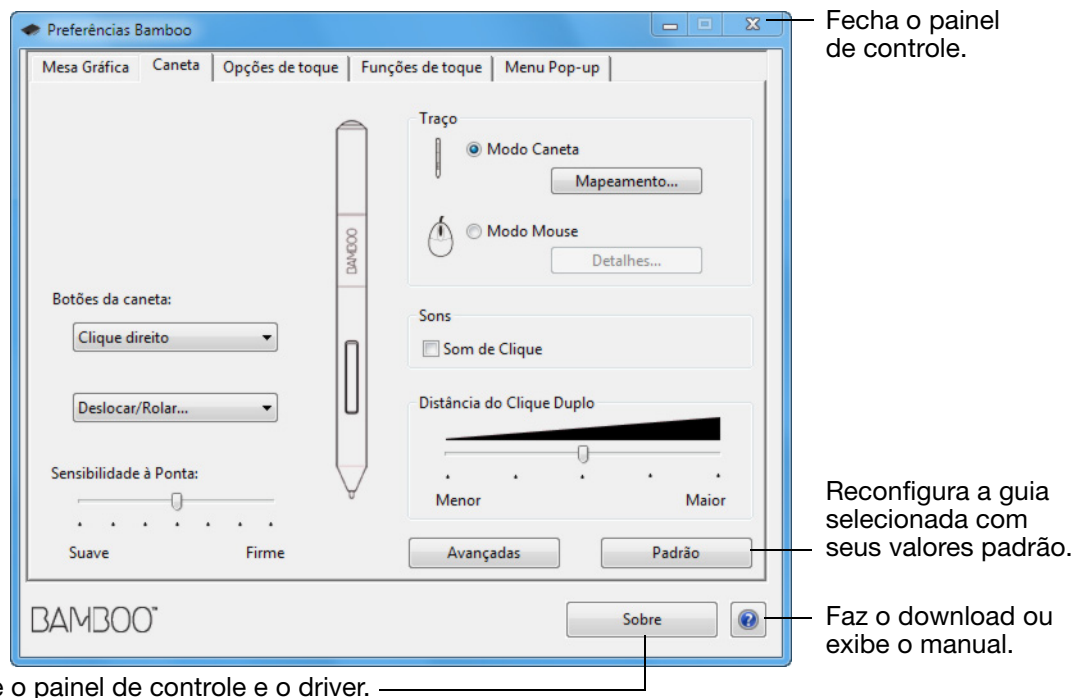 Preferências Bamboo
Fecha o painel
de controle.
Mesa Gráfica
Caneta
Opções de toque
Funções de toque
Menu Pop-up
Traço
Modo Caneta
Mapeamento...
Modo Mouse
Detalhes...
BAMBOO
Botões da caneta:
Clique direito
Deslocar/Rolar...
Sensibilidade à Ponta:
Suave
Firme
Sons
Som de Clique
Distância do Clique Duplo
Menor
Maior
Avançadas
Padrão
Reconfigura a guia
selecionada com
seus valores padrão.
BAMBOO™
Sobre
?
Faz o download ou
exibe o manual.
o painel de controle e o driver.